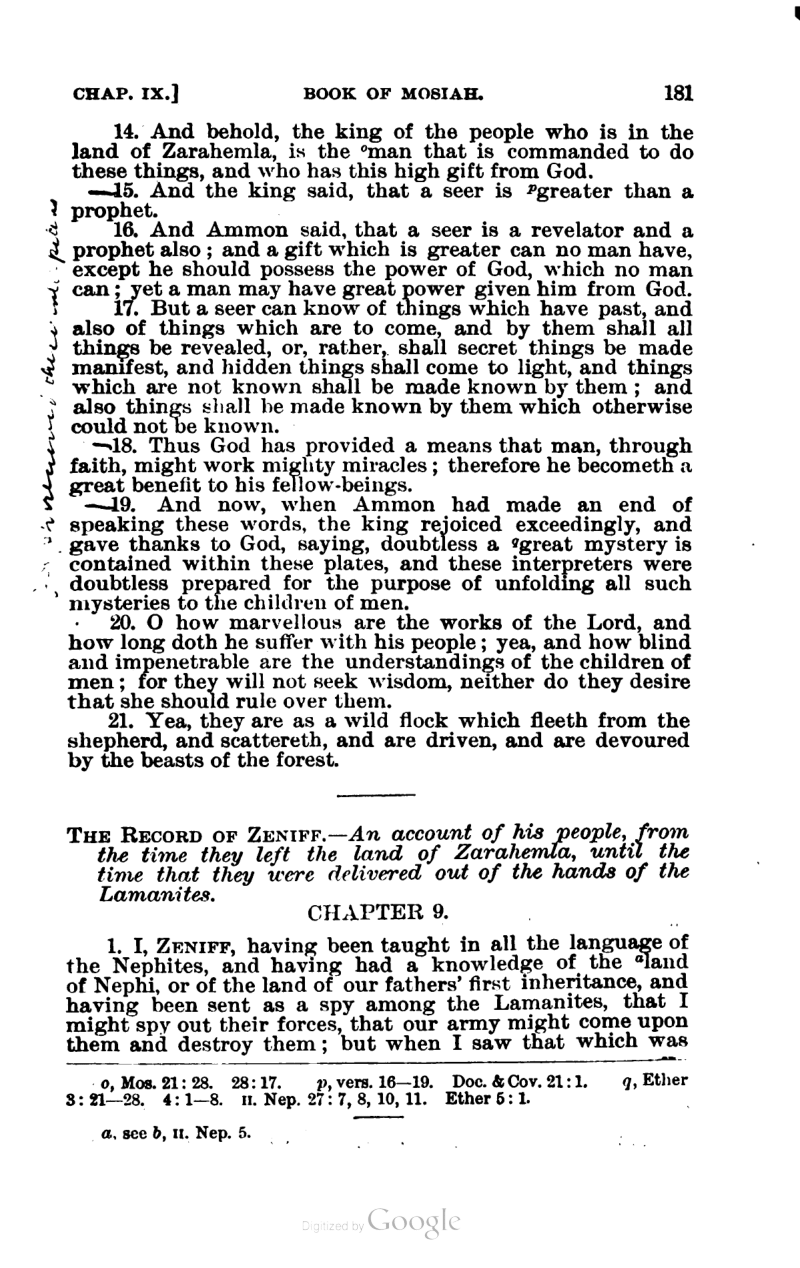 CHAP. IX.] BOOK OF MOSIAH. 181
14. And behold, the king of the people who is in the
land of Zarahemla, is the ᵒman that is commanded to do
these things, and who has this high gift from God.
—15. And the king said, that a seer is ᵖgreater than a
prophet.
16. And Ammon said, that a seer is a revelator and a
prophet also; and a gift which is greater can no man have,
except he should possess the power of God, which no man
can; yet a man may have great power given him from God.
17. But a seer can know of things which have past, and
also of things which are to come, and by them shall all
things be revealed, or, rather, shall secret things be made
manifest, and hidden things shall come to light, and things
which are not known shall be made known by them; and
also things shall be made known by them which otherwise
could not be known.
—18. Thus God has provided a means that man, through
faith, might work mighty miracles; therefore he becometh a
great benefit to his fellow-beings.
—19. And now, when Ammon had made an end of
speaking these words, the king rejoiced exceedingly, and
gave thanks to God, saying, doubtless a qgreat mystery is
contained within these plates, and these interpreters were
doubtless prepared for the purpose of unfolding all such
mysteries to the children of men.
20. O how marvellous are the works of the Lord, and
how long doth he suffer with his people; yea, and how blind
and impenetrable are the understandings of the children of
men; for they will not seek wisdom, neither do they desire
that she should rule over them.
21. Yea, they are as a wild flock which fleeth from the
shepherd, and scattereth, and are driven, and are devoured
by the beasts of the forest.
THE RECORD OF ZENIFF.—An account of his people, from
the time they left the land of Zarahemla, until the
time that they were delivered out of the hands of the
Lamanites.
CHAPTER 9.
1. I, ZENIFF, having been taught in all the language of
the Nephites, and having had a knowledge of the ᵃland
of Nephi, or of the land of our fathers' first inheritance, and
having been sent as a spy among the Lamanites, that I
might spy out their forces, that our army might come upon
them and destroy them; but when I saw that which was
o, Mos. 21: 28. 28: 17. p, vers. 16—19. Doc. & Cov. 21: 1. q, Ether
3: 21—28. 4: 1—8. II. Nep. 27: 7, 8, 10, 11. Ether 5: 1.
a, see b, II. Nep. 5.
Digitized by Google